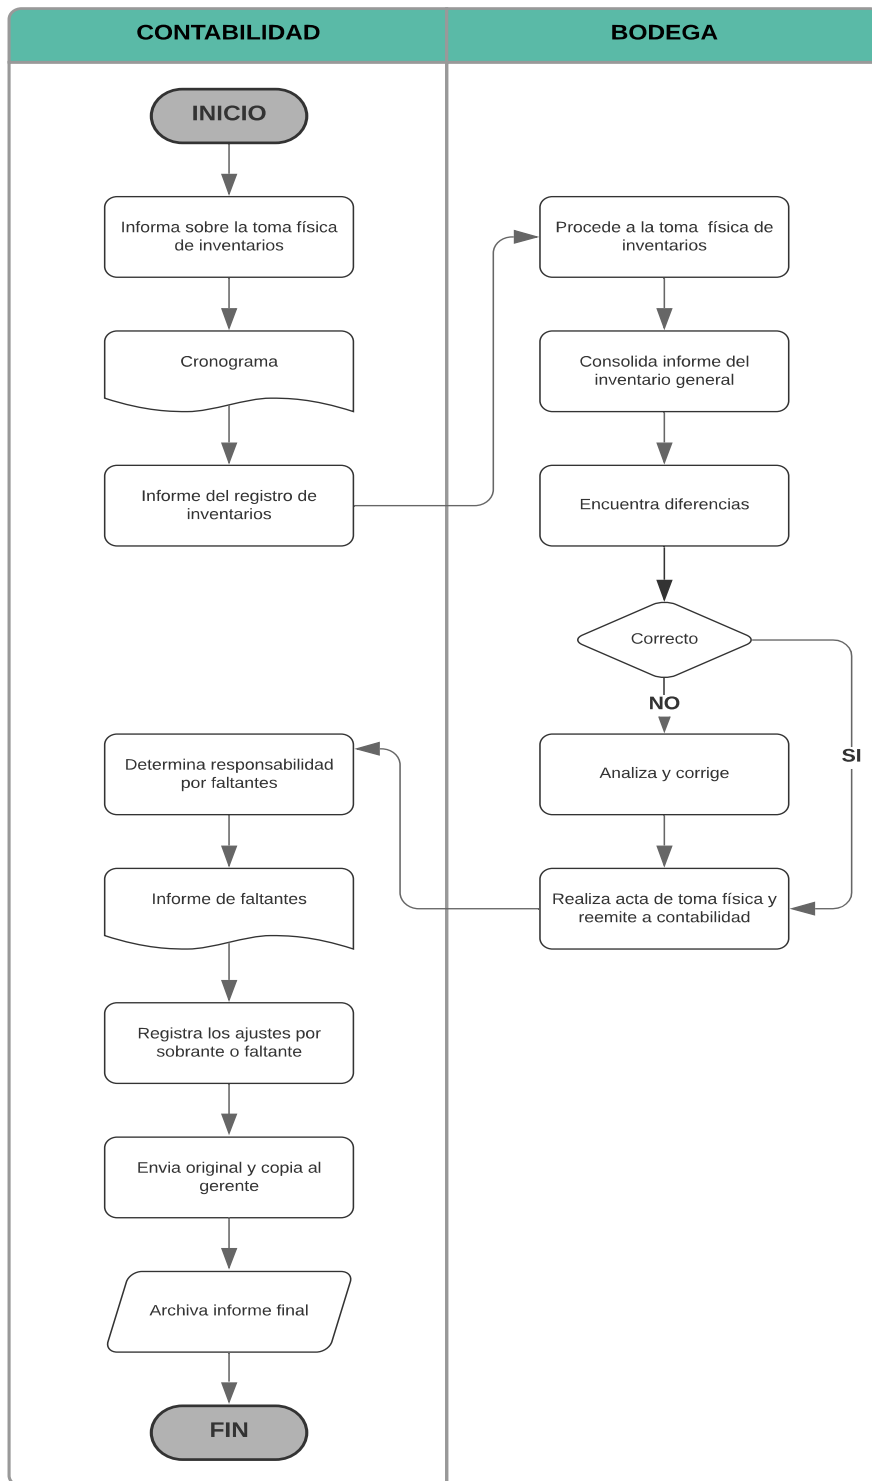 CONTABILIDAD
BODEGA
INICIO
Informa sobre la toma física
de inventarios
Cronograma
Informe del registro de
inventarios
Procede a la toma  física de
inventarios
Consolida informe del
inventario general
Encuentra diferencias
Correcto
NO
SI
Analiza y corrige
Realiza acta de toma física y
reemite a contabilidad
Determina responsabilidad
por faltantes
Informe de faltantes
Registra los ajustes por
sobrante o faltante
Envia original y copia al
gerente
Archiva informe final
FIN